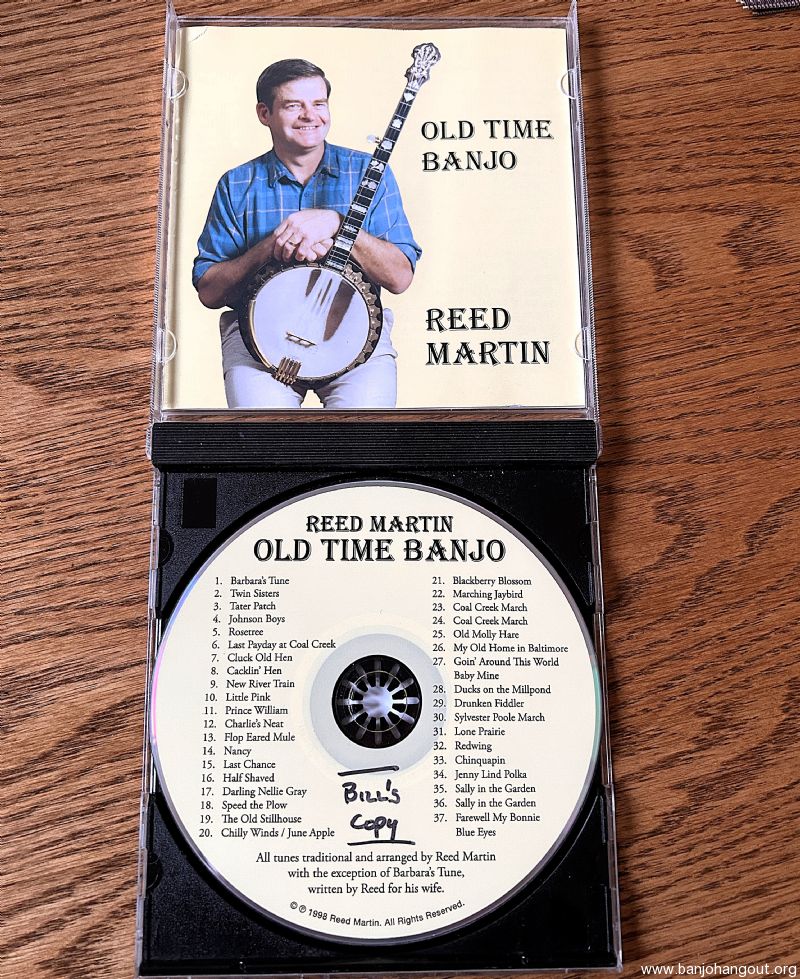 OLD TIME
BANJO
REED
MARTIN
REED MARTIN
OLD TIME BANJO
1. Barbara's Tune
2. Twin Sisters
3. Tater Patch
4. Johnson Boys
5. Rosetree
6. Last Payday at Coal Creek
7. Cluck Old Hen
8. Cacklin' Hen
9. New River Train
10. Little Pink
11. Prince William
12. Charlie's Neat
13. Flop Eared Mule
14. Nancy
15. Last Chance
16. Half Shaved
17. Darling Nellie Gray
18. Speed the Plow
19. The Old Stillhouse
20. Chilly Winds / June Apple
21. Blackberry Blossom
22. Marching Jaybird
23. Coal Creek March
24. Coal Creek March
25. Old Molly Hare
26. My Old Home in Baltimore
27. Goin' Around This World
Baby Mine
28. Ducks on the Millpond
29. Drunken Fiddler
30. Sylvester Poole March
31. Lone Prairie
32. Redwing
33. Chinquapin
34. Jenny Lind Polka
35. Sally in the Garden
36. Sally in the Garden
37. Farewell My Bonnie
Blue Eyes
BILL'S
COPY
All tunes traditional and arranged by Reed Martin
with the exception of Barbara's Tune,
written by Reed for his wife.
© ℗ 1998 Reed Martin. All Rights Reserved.
www.banjohangout.org